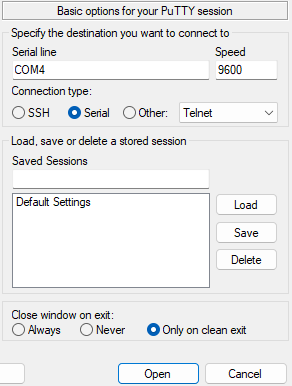 Basic options for your PuTTY session
Specify the destination you want to connect to
Serial line Speed
COM4 9600
Connection type:
SSH Serial Other: Telnet
Load, save or delete a stored session
Saved Sessions
Default Settings
Load
Save
Delete
Close window on exit:
Always Never Only on clean exit
Open Cancel